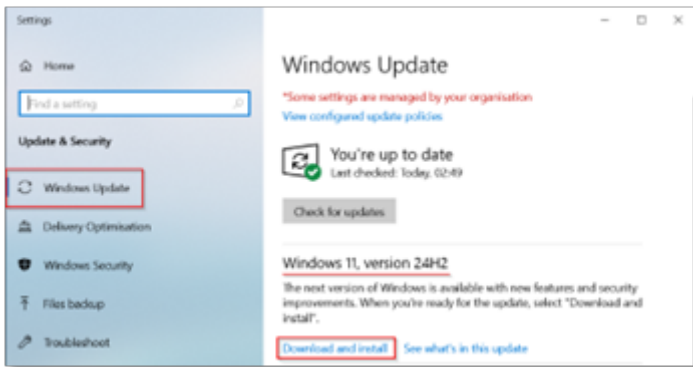 Settings
Home
Find a setting
Update & Security
Windows Update
Delivery Optimisation
Windows Security
Files backup
Troubleshoot
Windows Update
*Some settings are managed by your organisation
View configured update policies
You're up to date
Last checked: Today, 02:49
Check for updates
Windows 11, version 24H2
The next version of Windows is available with new features and security
improvements. When you're ready for the update, select "Download and
install".
Download and install See what's in this update